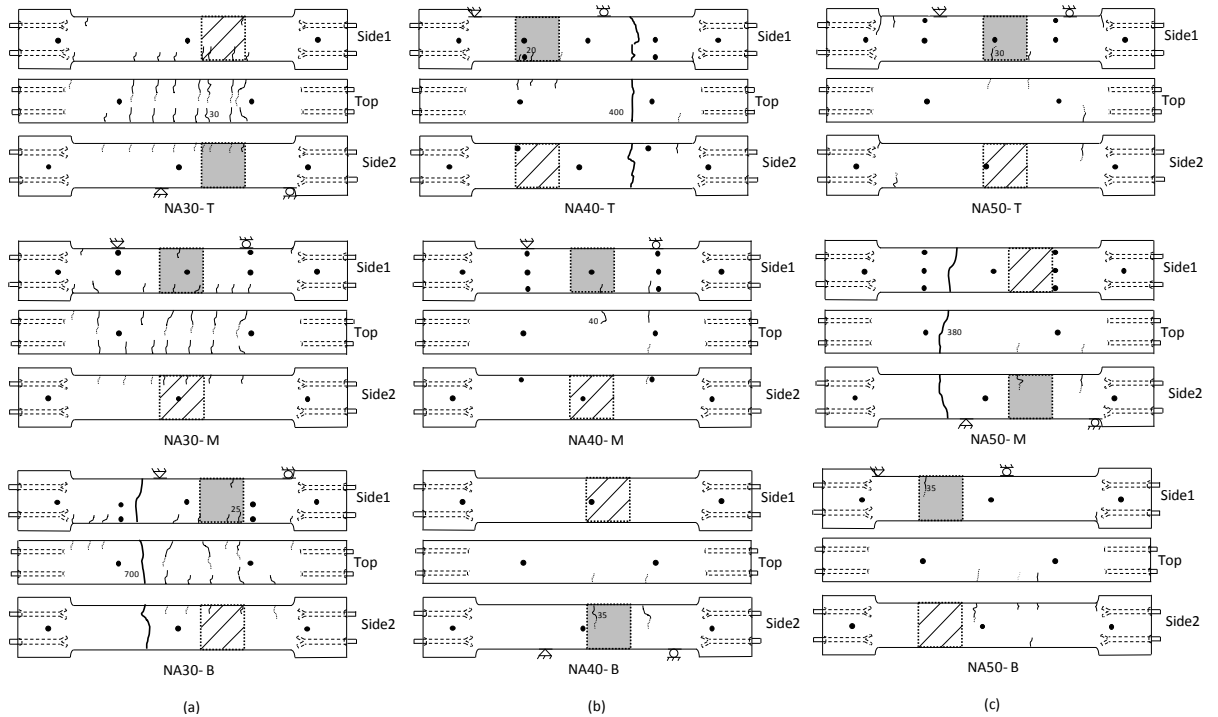 Side1
Top
30
Side2
NA30- T
Side1
Top
Side2
NA30- M
25
Side1
Top
700
Side2
NA30- B
(a)
20
Side1
Top
400
Side2
NA40- T
Side1
40
Top
Side2
NA40- M
Side1
Top
35
Side2
NA40- B
(b)
30
Side1
Top
Side2
NA50- T
Side1
380
Top
Side2
NA50- M
35
Side1
Top
Side2
NA50- B
(c)